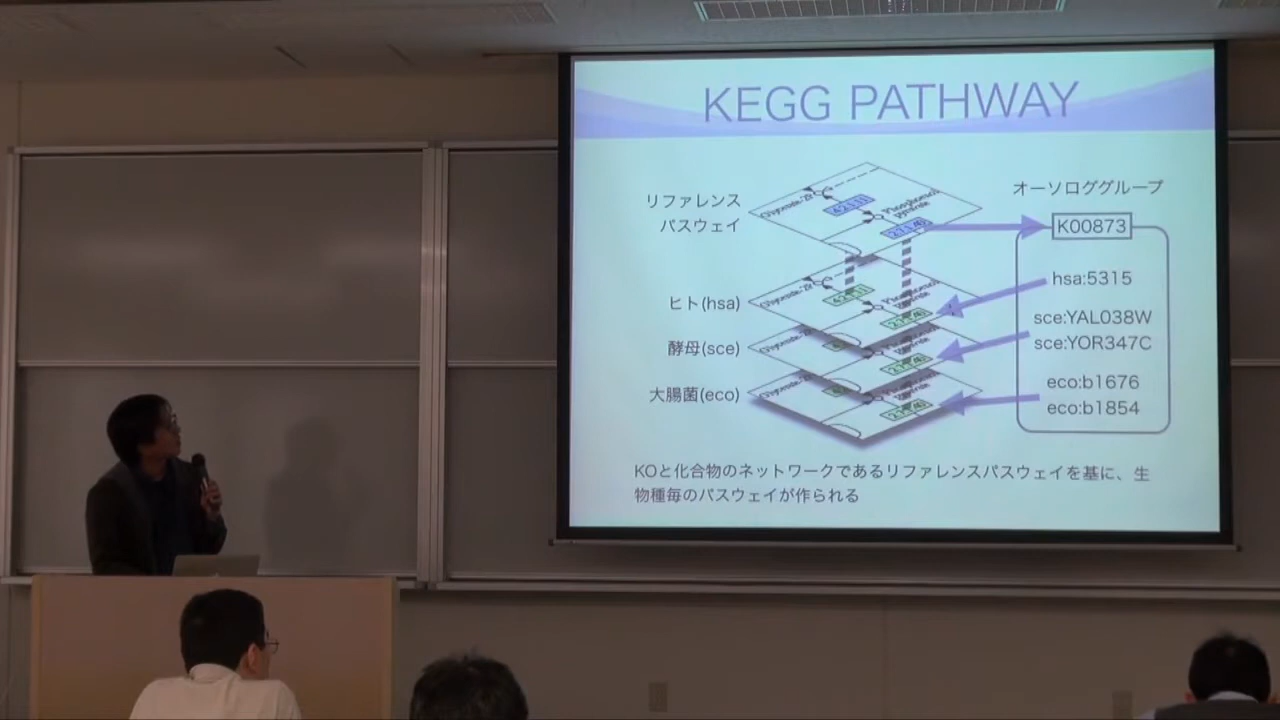 KEGG PATHWAY
リファレンス
パスウェイ
オーソロググループ
K00873
ヒト(hsa)
hsa:5315
酵母(sce)
sce:YAL038W
sce:YOR347C
大腸菌(eco)
eco:b1676
eco:b1854
KOと化合物のネットワークであるリファレンスパスウェイを基に、生
物種毎のパスウェイが作られる